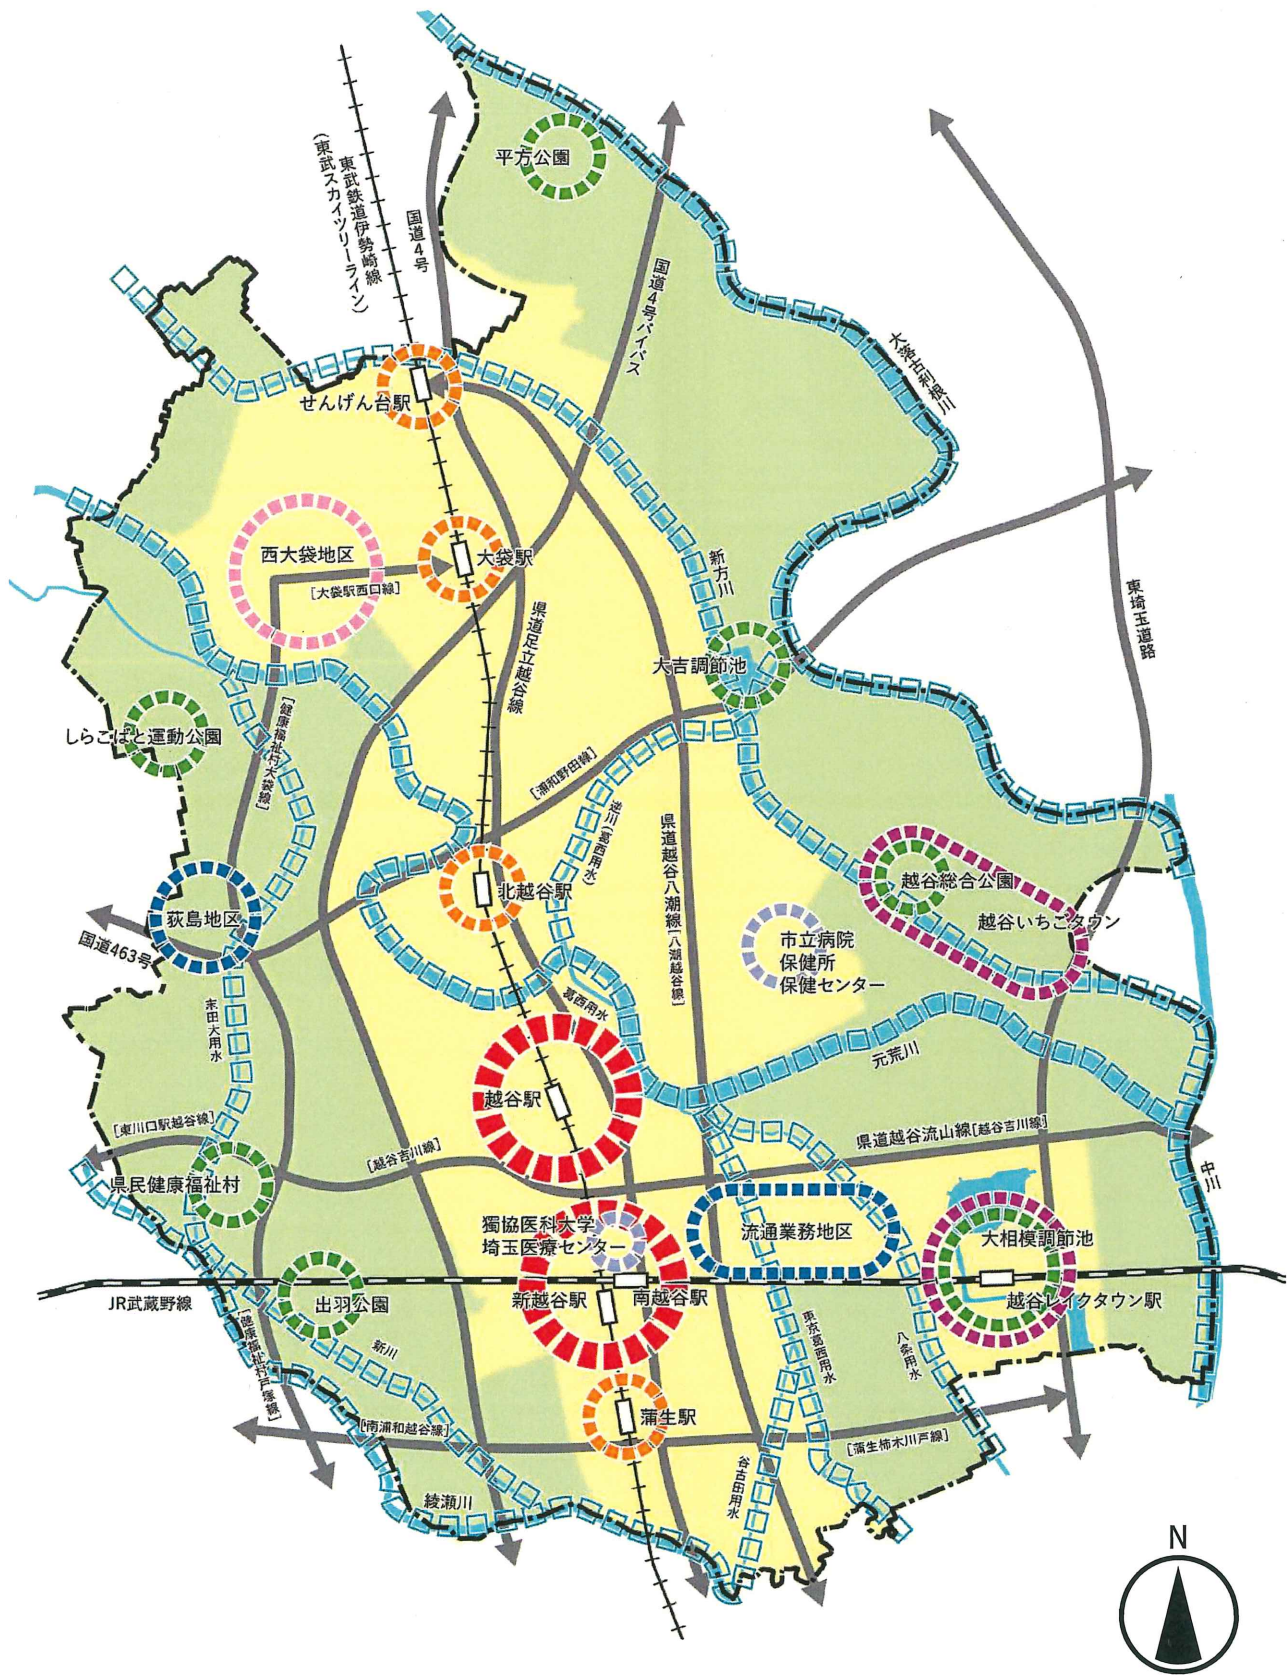 平方公園
東武鉄道伊勢崎線
(東武スカイツリーライン)
国道4号
国道4号バイパス
大落古利根川
せんげん台駅
西大袋地区
大袋駅
[大袋駅西口線]
新方川
県道足立越谷線
東埼玉道路
大吉調節池
しらこばと運動公園
[健康福祉村大袋線]
[浦和野田線]
逆川(葛西用水)
県道越谷八潮線[八潮越谷線]
越谷総合公園
北越谷駅
荻島地区
越谷いちごタウン
国道463号
市立病院
保健所
保健センター
末田大用水
葛西用水
元荒川
越谷駅
[東川口駅越谷線]
[越谷吉川線]
県道越谷流山線[越谷吉川線]
中川
県民健康福祉村
獨協医科大学
埼玉医療センター
流通業務地区
大相模調節池
JR武蔵野線
出羽公園
新越谷駅
南越谷駅
越谷レイクタウン駅
[健康福祉村戸塚線]
新川
東京葛西用水
八条用水
蒲生駅
[南浦和越谷線]
[蒲生柿木川戸線]
谷古田用水
綾瀬川
N